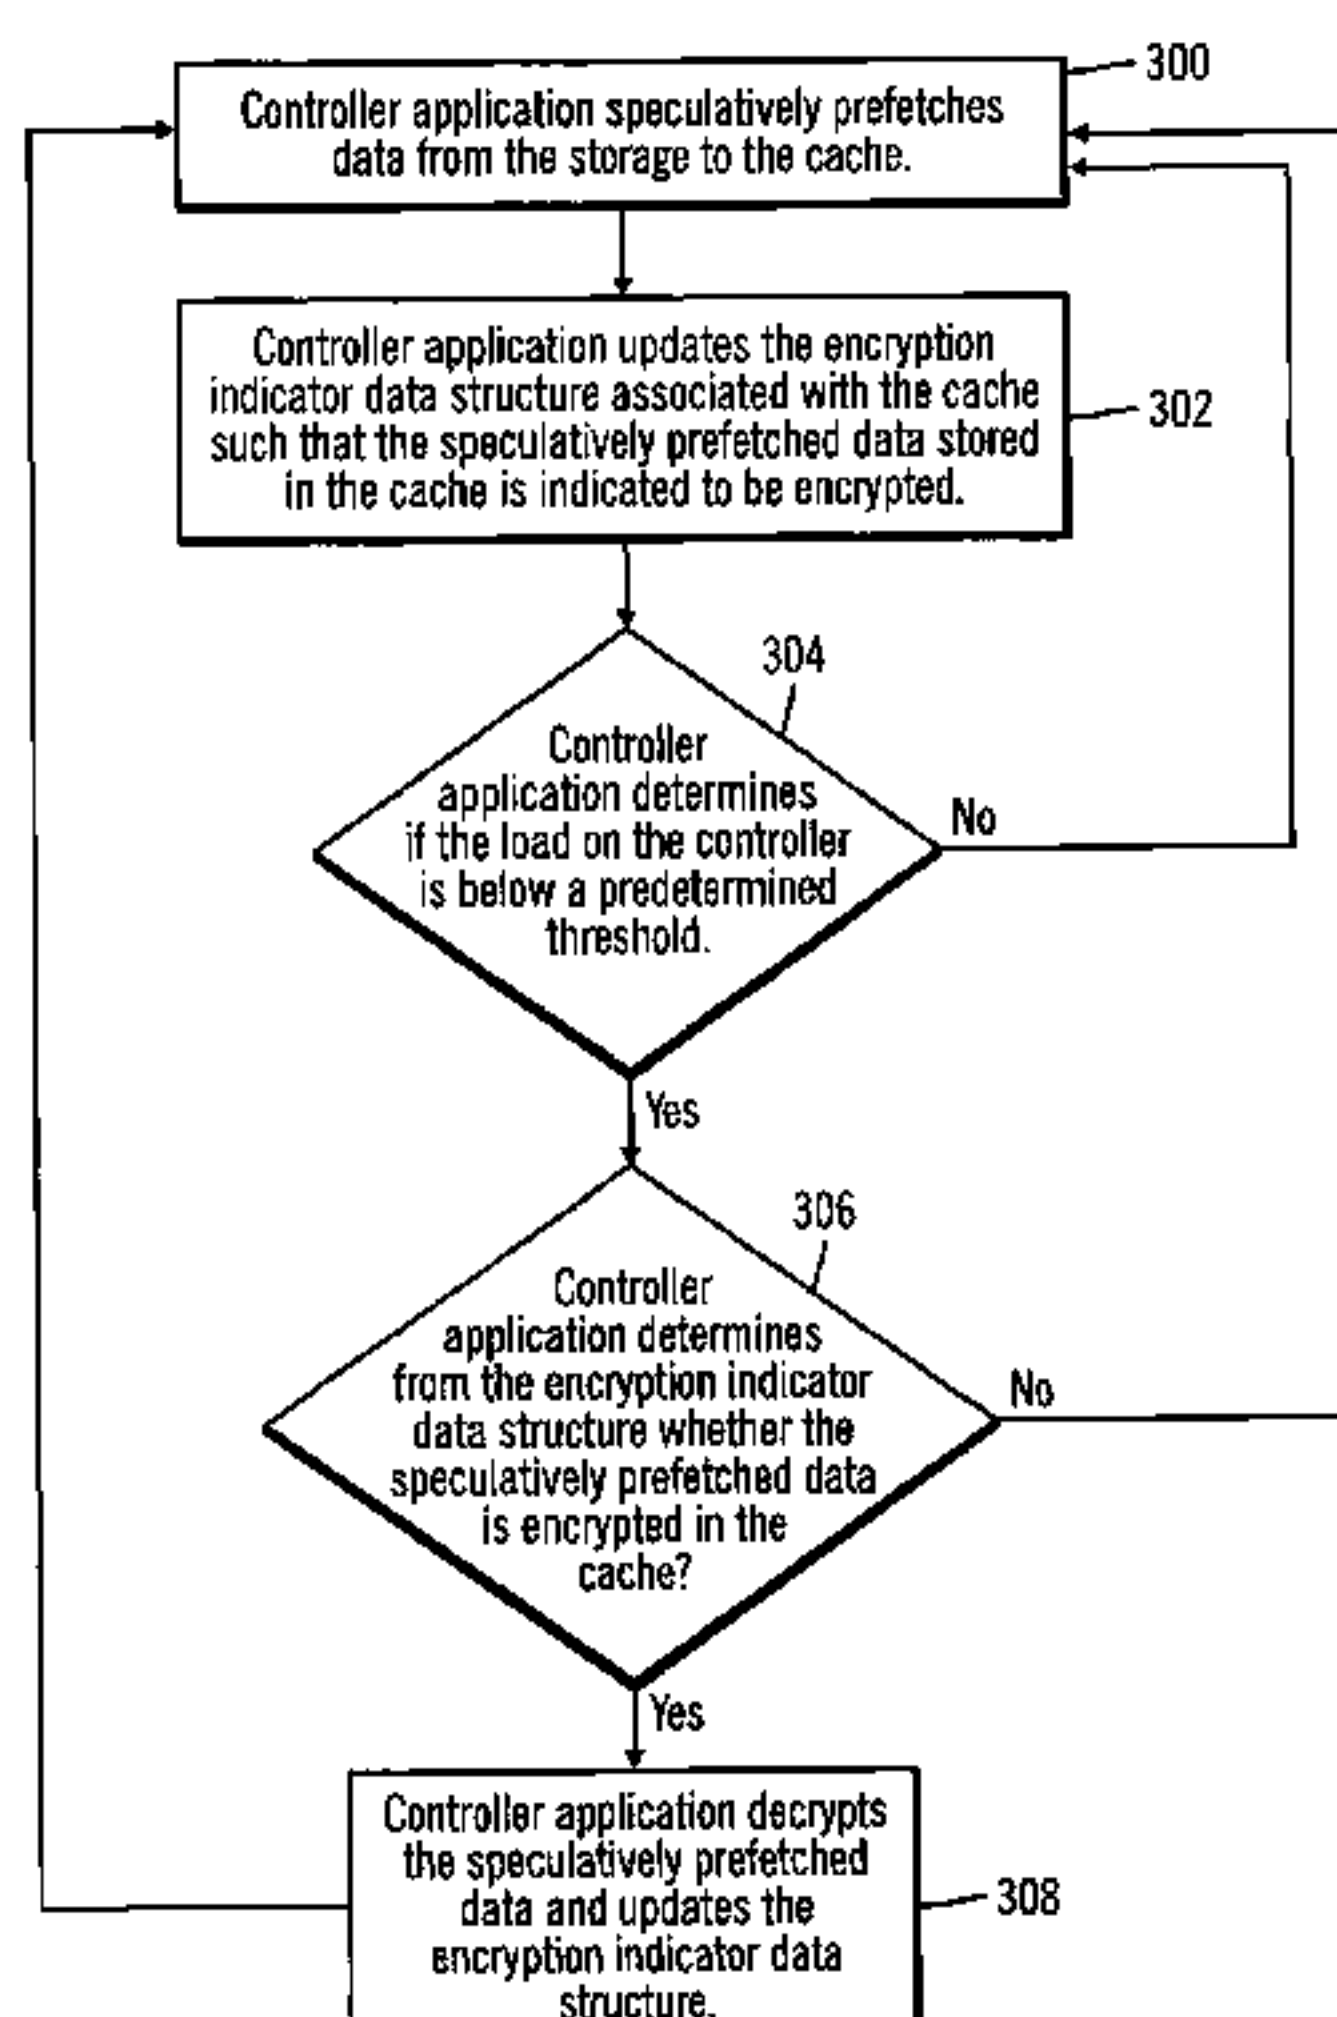 300
Controller application speculatively prefetches
data from the storage to the cache.
Controller application updates the encryption
indicator data structure associated with the cache
such that the speculatively prefetched data stored
in the cache is indicated to be encrypted.
302
304
Controller
application determines
if the load on the controller
is below a predetermined
threshold.
No
Yes
306
Controller
application determines
from the encryption indicator
data structure whether the
speculatively prefetched data
is encrypted in the
cache?
No
Yes
Controller application decrypts
the speculatively prefetched
data and updates the
encryption indicator data
structure.
308